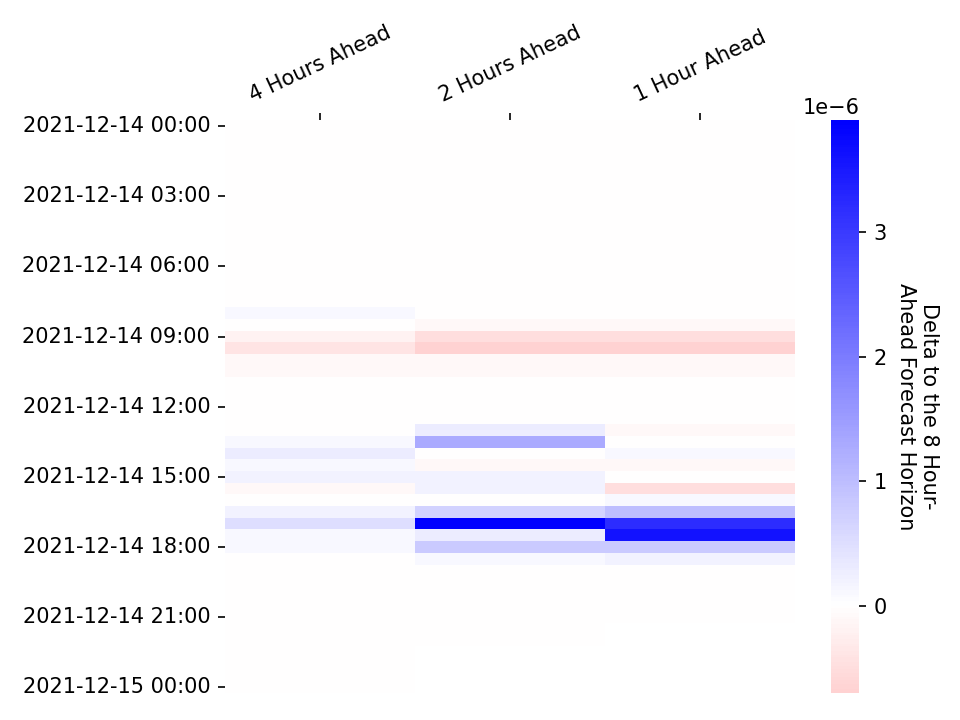 4 Hours Ahead
2 Hours Ahead
1 Hour Ahead
1e−6
2021-12-14 00:00
2021-12-14 03:00
2021-12-14 06:00
2021-12-14 09:00
2021-12-14 12:00
2021-12-14 15:00
2021-12-14 18:00
2021-12-14 21:00
2021-12-15 00:00
3
2
1
0
Delta to the 8 Hour-
Ahead Forecast Horizon